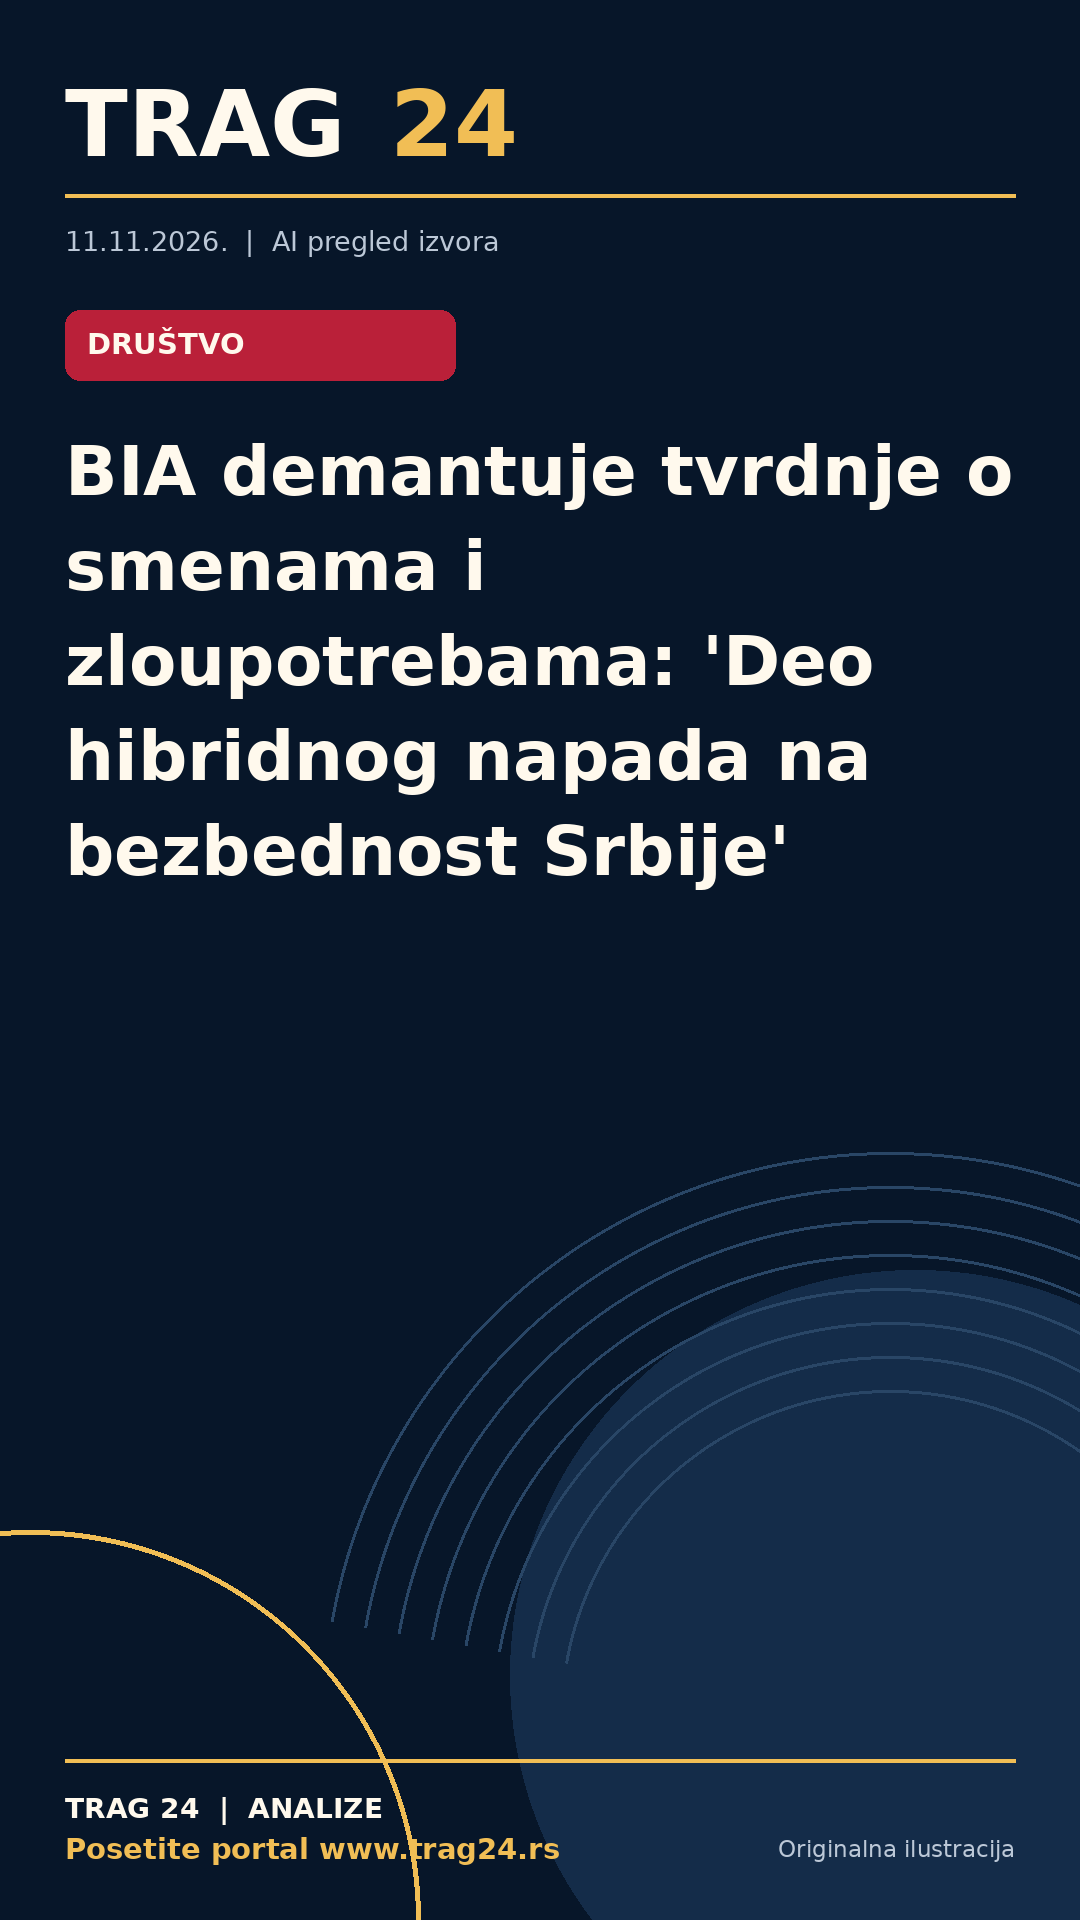 TRAG 24
11.11.2026. | AI pregled izvora
DRUŠTVO
BIA demantuje tvrdnje o
smenama i
zloupotrebama: 'Deo
hibridnog napada na
bezbednost Srbije'
TRAG 24 | ANALIZE
Posetite portal www.trag24.rs
Originalna ilustracija